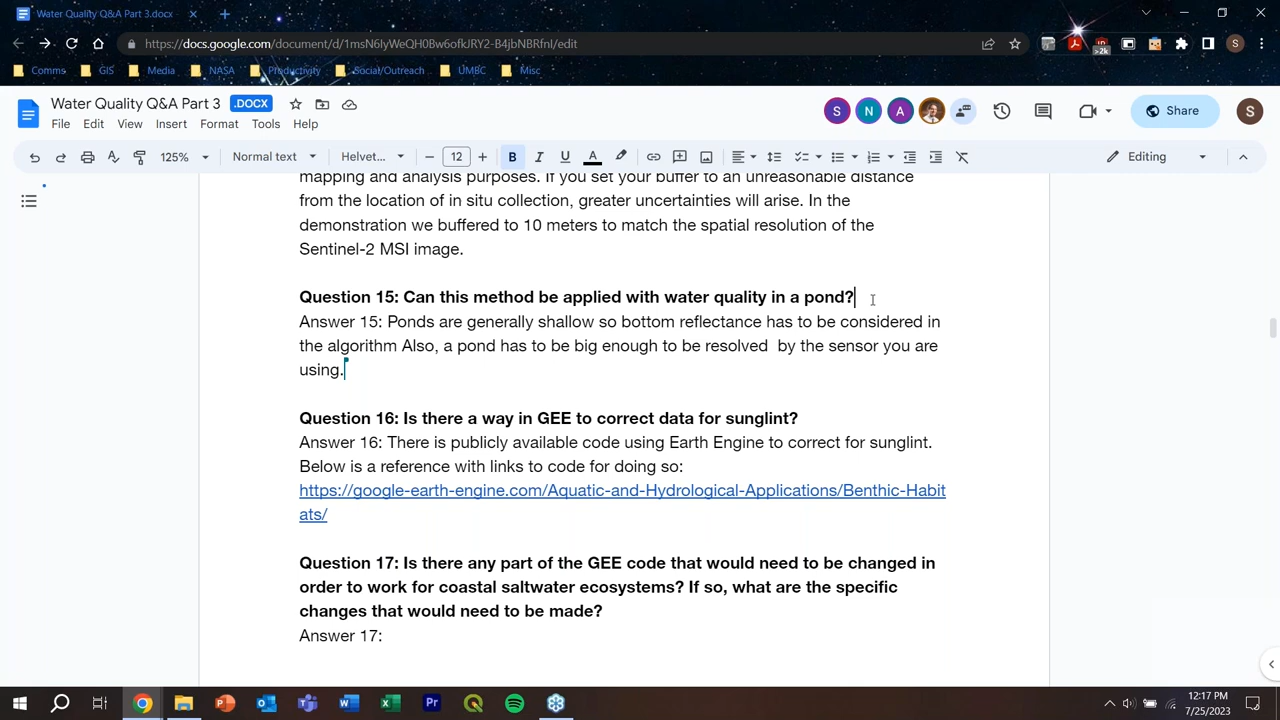 Water Quality Q&A Part 3.docx
https://docs.google.com/document/d/1msN6lyWeQH0Bw6ofkJRY2-B4jbNBRfnI/edit
>2k
S
Comms GIS Media NASA Productivity Social/Outreach UMBC Misc
Water Quality Q&A Part 3 .DOCX
S N A Share S
File Edit View Insert Format Tools Help
125% Normal text Helvet... 12 B I U A Editing
mapping and analysis purposes. If you set your buffer to an unreasonable distance
from the location of in situ collection, greater uncertainties will arise. In the
demonstration we buffered to 10 meters to match the spatial resolution of the
Sentinel-2 MSI image.
Question 15: Can this method be applied with water quality in a pond?
Answer 15: Ponds are generally shallow so bottom reflectance has to be considered in
the algorithm Also, a pond has to be big enough to be resolved  by the sensor you are
using.
Question 16: Is there a way in GEE to correct data for sunglint?
Answer 16: There is publicly available code using Earth Engine to correct for sunglint.
Below is a reference with links to code for doing so:
https://google-earth-engine.com/Aquatic-and-Hydrological-Applications/Benthic-Habit
ats/
Question 17: Is there any part of the GEE code that would need to be changed in
order to work for coastal saltwater ecosystems? If so, what are the specific
changes that would need to be made?
Answer 17:
12:17 PM
7/25/2023